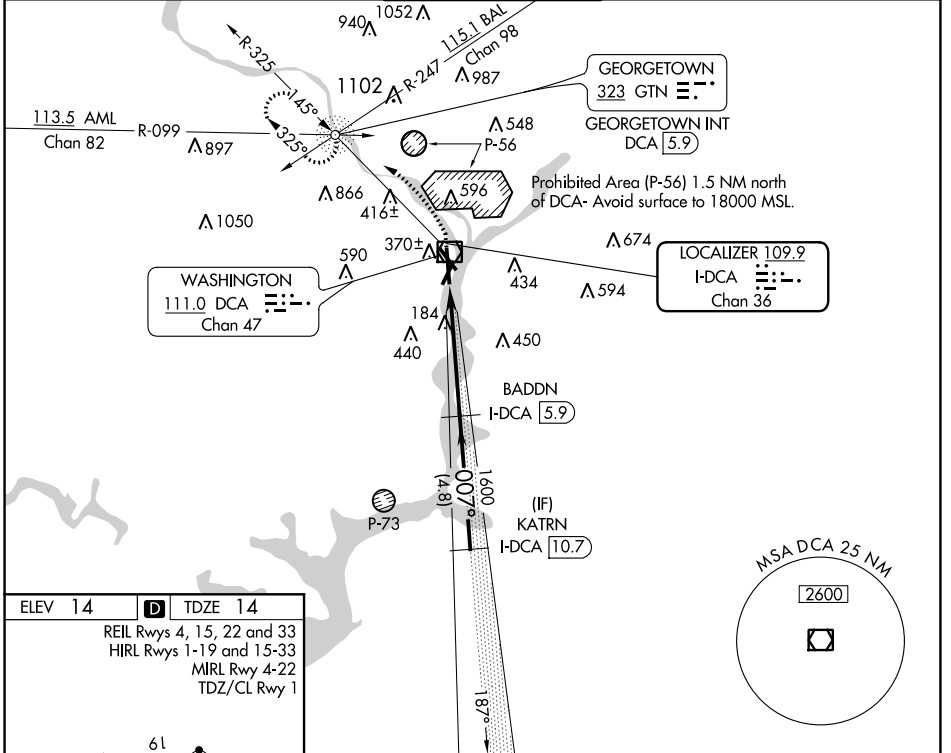 1052
940
115.1 BAL
Chan 98
R-247
R-325
987
1102
GEORGETOWN
323 GTN
GEORGETOWN INT
DCA 5.9
145°
325°
113.5 AML
Chan 82
R-099
897
548
P-56
Prohibited Area (P-56) 1.5 NM north
of DCA- Avoid surface to 18000 MSL.
866
596
416±
1050
370±
674
590
434
LOCALIZER 109.9
I-DCA
Chan 36
WASHINGTON
111.0 DCA
Chan 47
594
184
440
450
BADDN
I-DCA 5.9
1600
007°
(4.8)
(IF)
KATRN
I-DCA 10.7
P-73
187°
MSA DCA 25 NM
2600
ELEV 14 D TDZE 14
REIL Rwys 4, 15, 22 and 33
HIRL Rwys 1-19 and 15-33
MIRL Rwy 4-22
TDZ/CL Rwy 1
19